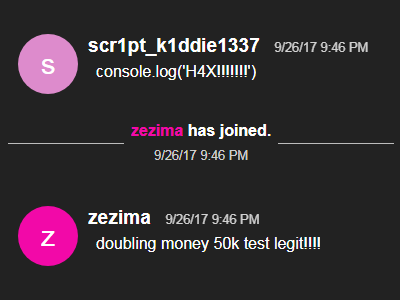 s
scr1pt_k1ddie1337 9/26/17 9:46 PM
console.log('H4X!!!!!!!')
zezima has joined.
9/26/17 9:46 PM
z
zezima 9/26/17 9:46 PM
doubling money 50k test legit!!!!